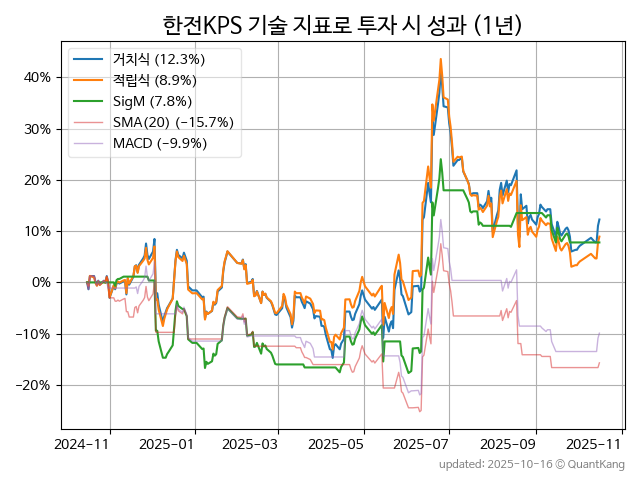 한전KPS 기술 지표로 투자 시 성과 (1년)
거치식 (12.3%)
적립식 (8.9%)
SigM (7.8%)
SMA(20) (−15.7%)
MACD (−9.9%)
40%
30%
20%
10%
0%
−10%
−20%
2024-11 2025-01 2025-03 2025-05 2025-07 2025-09 2025-11
updated: 2025-10-16 © QuantKang